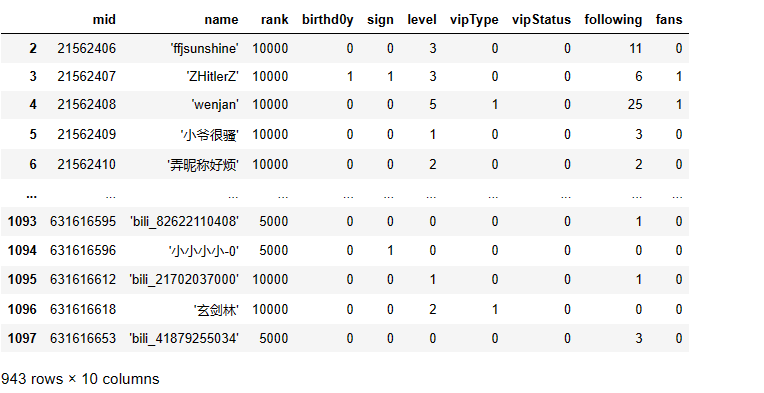 mid name rank birthd0y sign level vipType vipStatus following fans
2 21562406 'ffjsunshine' 10000 0 0 3 0 0 11 0
3 21562407 'ZHitlerZ' 10000 1 1 3 0 0 6 1
4 21562408 'wenjan' 10000 0 0 5 1 0 25 1
5 21562409 '小爷很骚' 10000 0 0 1 0 0 3 0
6 21562410 '弄昵称好烦' 10000 0 0 2 0 0 2 0
... ... ... ... ... ... ... ... ... ... ...
1093 631616595 'bili_82622110408' 5000 0 0 0 0 0 1 0
1094 631616596 '小小小小-0' 5000 0 1 0 0 0 0 0
1095 631616612 'bili_21702037000' 10000 0 0 1 0 0 1 0
1096 631616618 '玄剑林' 10000 0 0 2 1 0 0 0
1097 631616653 'bili_41879255034' 5000 0 0 0 0 0 3 0
943 rows × 10 columns